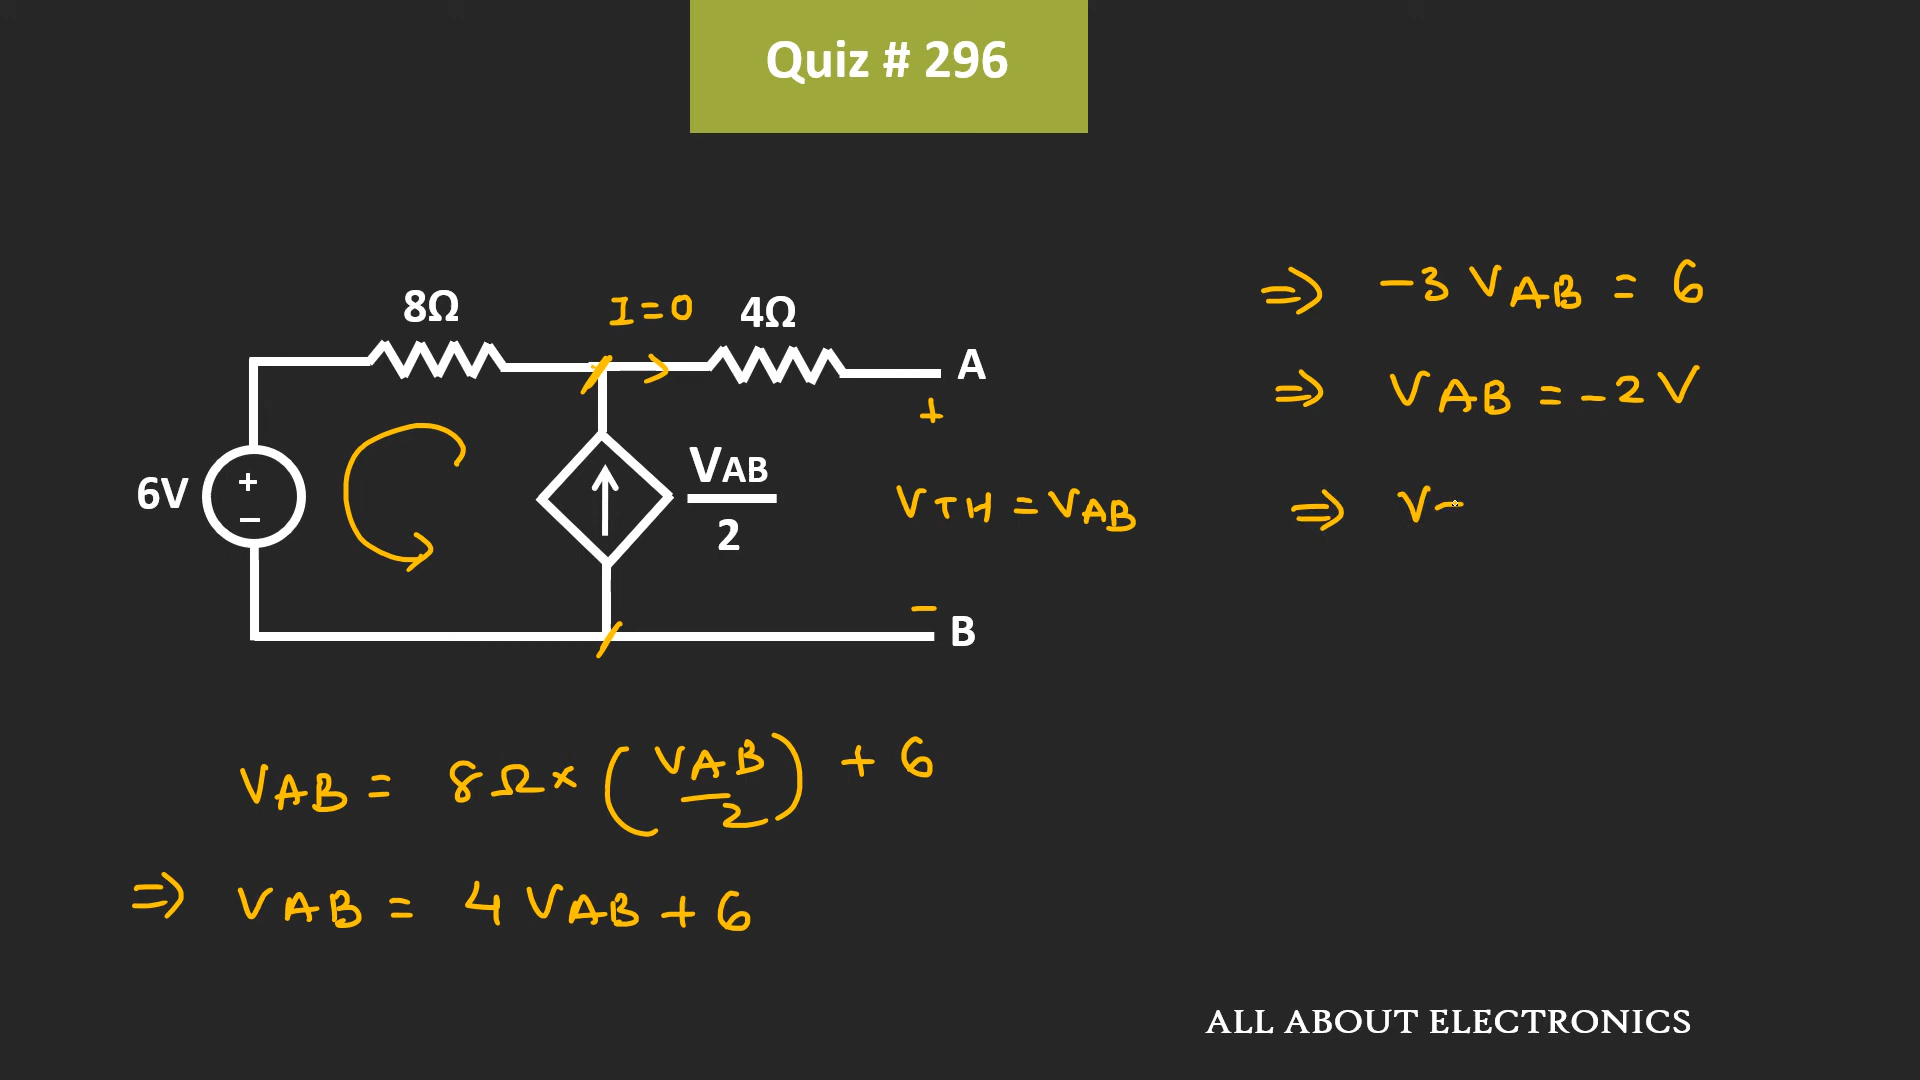 Quiz # 296
8Ω
I=0
4Ω
A
+
6V
+
−
VAB
2
VTH = VAB
−
B
VAB = 8Ω × (VAB/2) + 6
⇒ VAB = 4 VAB + 6
⇒ -3 VAB = 6
⇒ VAB = -2 V
⇒ V
ALL ABOUT ELECTRONICS